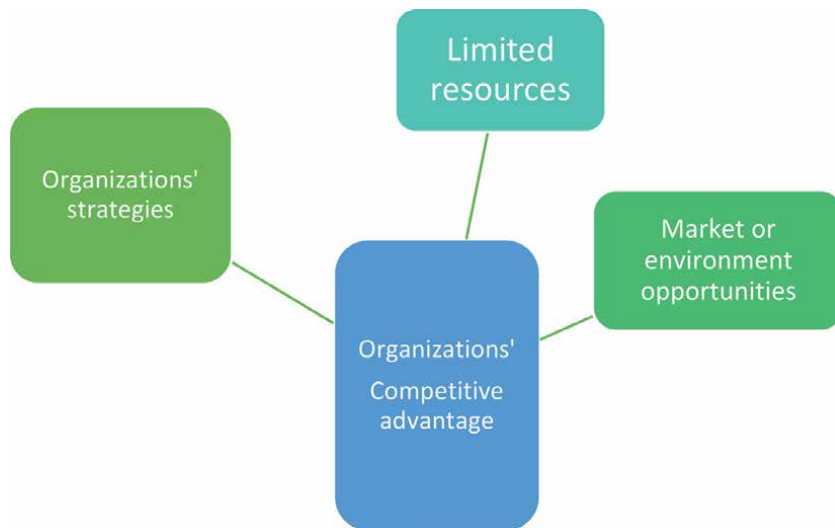 Limited
resources
Organizations'
strategies
Market or
environment
opportunities
Organizations'
Competitive
advantage